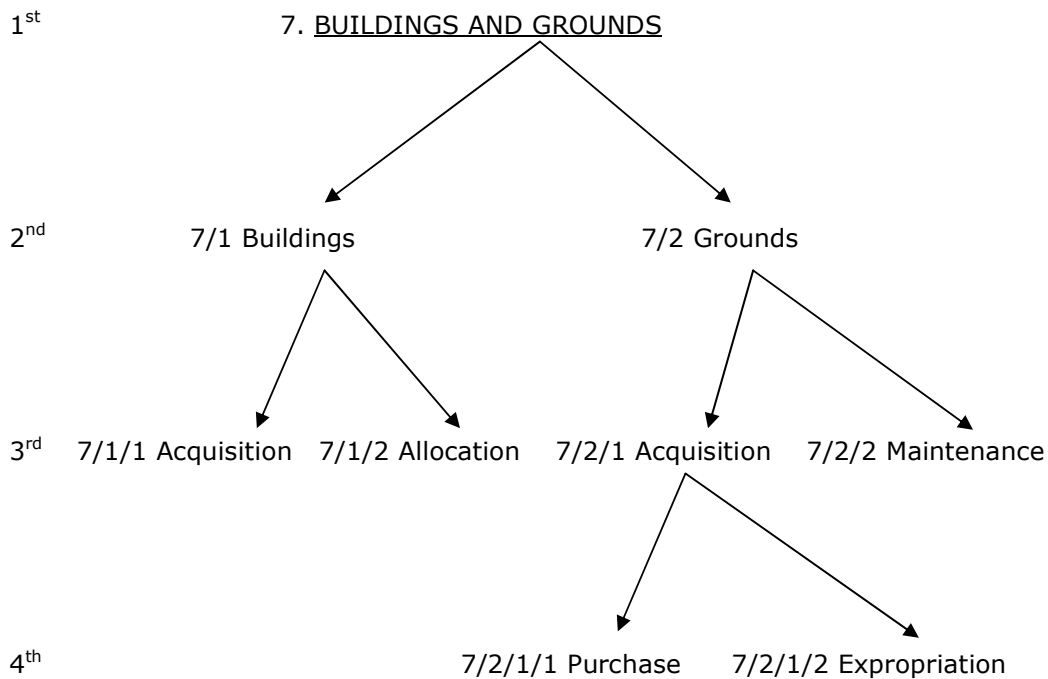 1st 7. BUILDINGS AND GROUNDS
2nd 7/1 Buildings 7/2 Grounds
3rd 7/1/1 Acquisition 7/1/2 Allocation 7/2/1 Acquisition 7/2/2 Maintenance
4th 7/2/1/1 Purchase 7/2/1/2 Expropriation